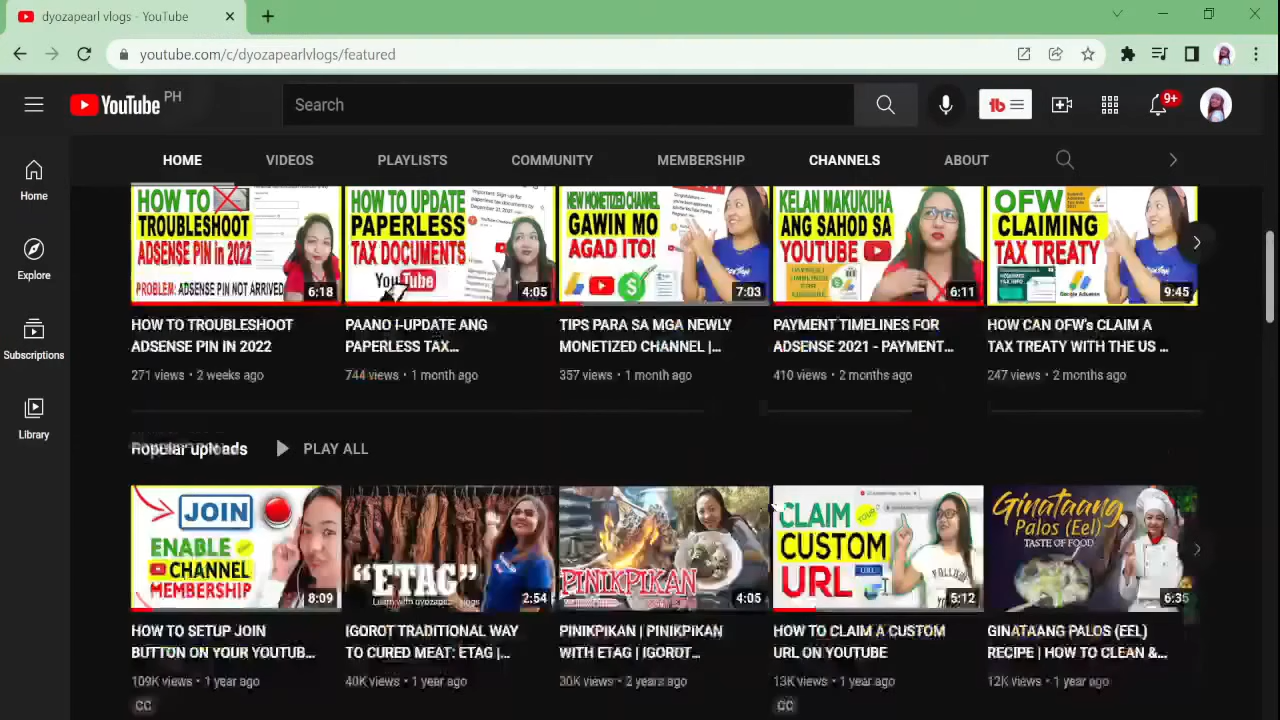 dyozapearl vlogs - YouTube
youtube.com/c/dyozapearlvlogs/featured
YouTube PH
Search
9+
HOME VIDEOS PLAYLISTS COMMUNITY MEMBERSHIP CHANNELS ABOUT
Home
Explore
Subscriptions
Library
HOW TO
TROUBLESHOOT
ADSENSE PIN in 2022
PROBLEM: ADSENSE PIN NOT ARRIVED
6:18
HOW TO UPDATE
PAPERLESS
TAX DOCUMENTS
YouTube
4:05
NEW MONETIZED CHANNEL
GAWIN MO
AGAD ITO!
7:03
KELAN MAKUKUHA
ANG SAHOD SA
YOUTUBE
6:11
OFW
CLAIMING
TAX TREATY
Google AdSense
9:45
HOW TO TROUBLESHOOT
ADSENSE PIN IN 2022
271 views • 2 weeks ago
PAANO I-UPDATE ANG
PAPERLESS TAX...
744 views • 1 month ago
TIPS PARA SA MGA NEWLY
MONETIZED CHANNEL |...
357 views • 1 month ago
PAYMENT TIMELINES FOR
ADSENSE 2021 - PAYMENT...
410 views • 2 months ago
HOW CAN OFW's CLAIM A
TAX TREATY WITH THE US ...
247 views • 2 months ago
Popular uploads PLAY ALL
JOIN
ENABLE
CHANNEL
MEMBERSHIP
8:09
"ETAG"
2:54
PINIKPIKAN
4:05
CLAIM
CUSTOM
URL
5:12
Ginataang
Palos (Eel)
TASTE OF FOOD
6:35
HOW TO SETUP JOIN
BUTTON ON YOUR YOUTUB...
109K views • 1 year ago
CC
IGOROT TRADITIONAL WAY
TO CURED MEAT: ETAG |...
40K views • 1 year ago
PINIKPIKAN | PINIKPIKAN
WITH ETAG | IGOROT...
30K views • 2 years ago
HOW TO CLAIM A CUSTOM
URL ON YOUTUBE
13K views • 1 year ago
CC
GINATAANG PALOS (EEL)
RECIPE | HOW TO CLEAN &...
12K views • 1 year ago